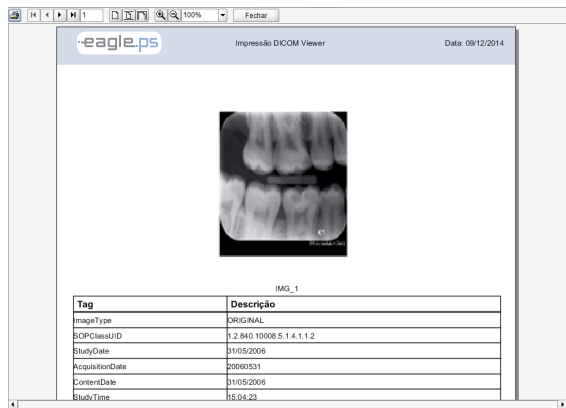 1
100%
Fechar
eagle.ps
Impressão DICOM Viewer
Data: 09/12/2014
IMG_1
Tag Descrição
ImageType ORIGINAL
SOPClassUID 1.2.840.10008.5.1.4.1.1.2
StudyDate 31/05/2006
AcquisitionDate 20060531
ContentDate 31/05/2006
StudyTime 15:04:23